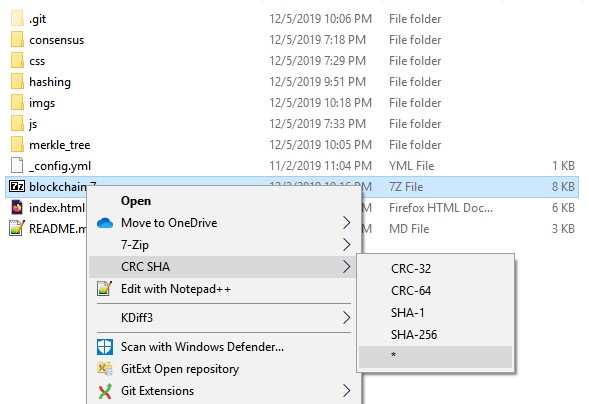 .git 12/5/2019 10:06 PM File folder
consensus 12/5/2019 7:18 PM File folder
css 12/5/2019 7:29 PM File folder
hashing 12/5/2019 9:51 PM File folder
imgs 12/5/2019 10:18 PM File folder
js 12/5/2019 7:33 PM File folder
merkle_tree 12/5/2019 10:05 PM File folder
_config.yml 11/2/2019 11:04 PM YML File 1 KB
7z 7Z File 8 KB
index.html Firefox HTML Doc... 2 KB
MD File 1 KB
Open
Move to OneDrive
7-Zip
CRC SHA
Edit with Notepad++
KDiff3
Scan with Windows Defender...
GitExt Open repository
Git Extensions
CRC-32
CRC-64
SHA-1
SHA-256
*